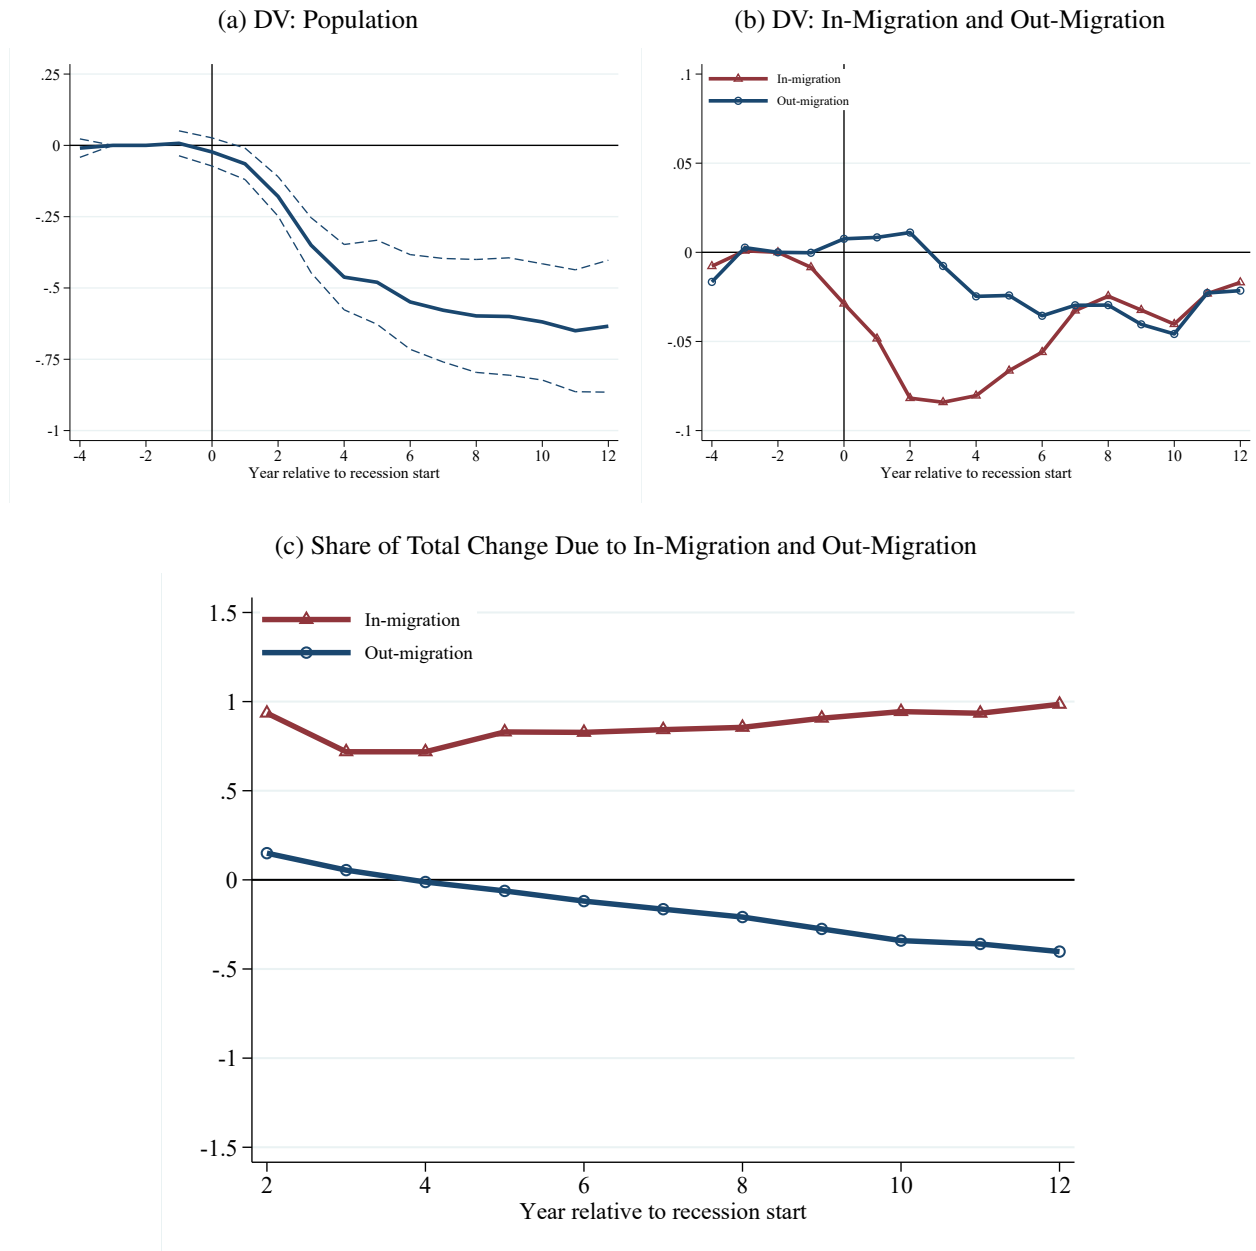 (a) DV: Population
.25
0
-.25
-.5
-.75
-1
-4 -2 0 2 4 6 8 10 12
Year relative to recession start
(b) DV: In-Migration and Out-Migration
In-migration
Out-migration
.1
.05
0
-.05
-.1
-4 -2 0 2 4 6 8 10 12
Year relative to recession start
(c) Share of Total Change Due to In-Migration and Out-Migration
In-migration
Out-migration
1.5
1
.5
0
-.5
-1
-1.5
2 4 6 8 10 12
Year relative to recession start